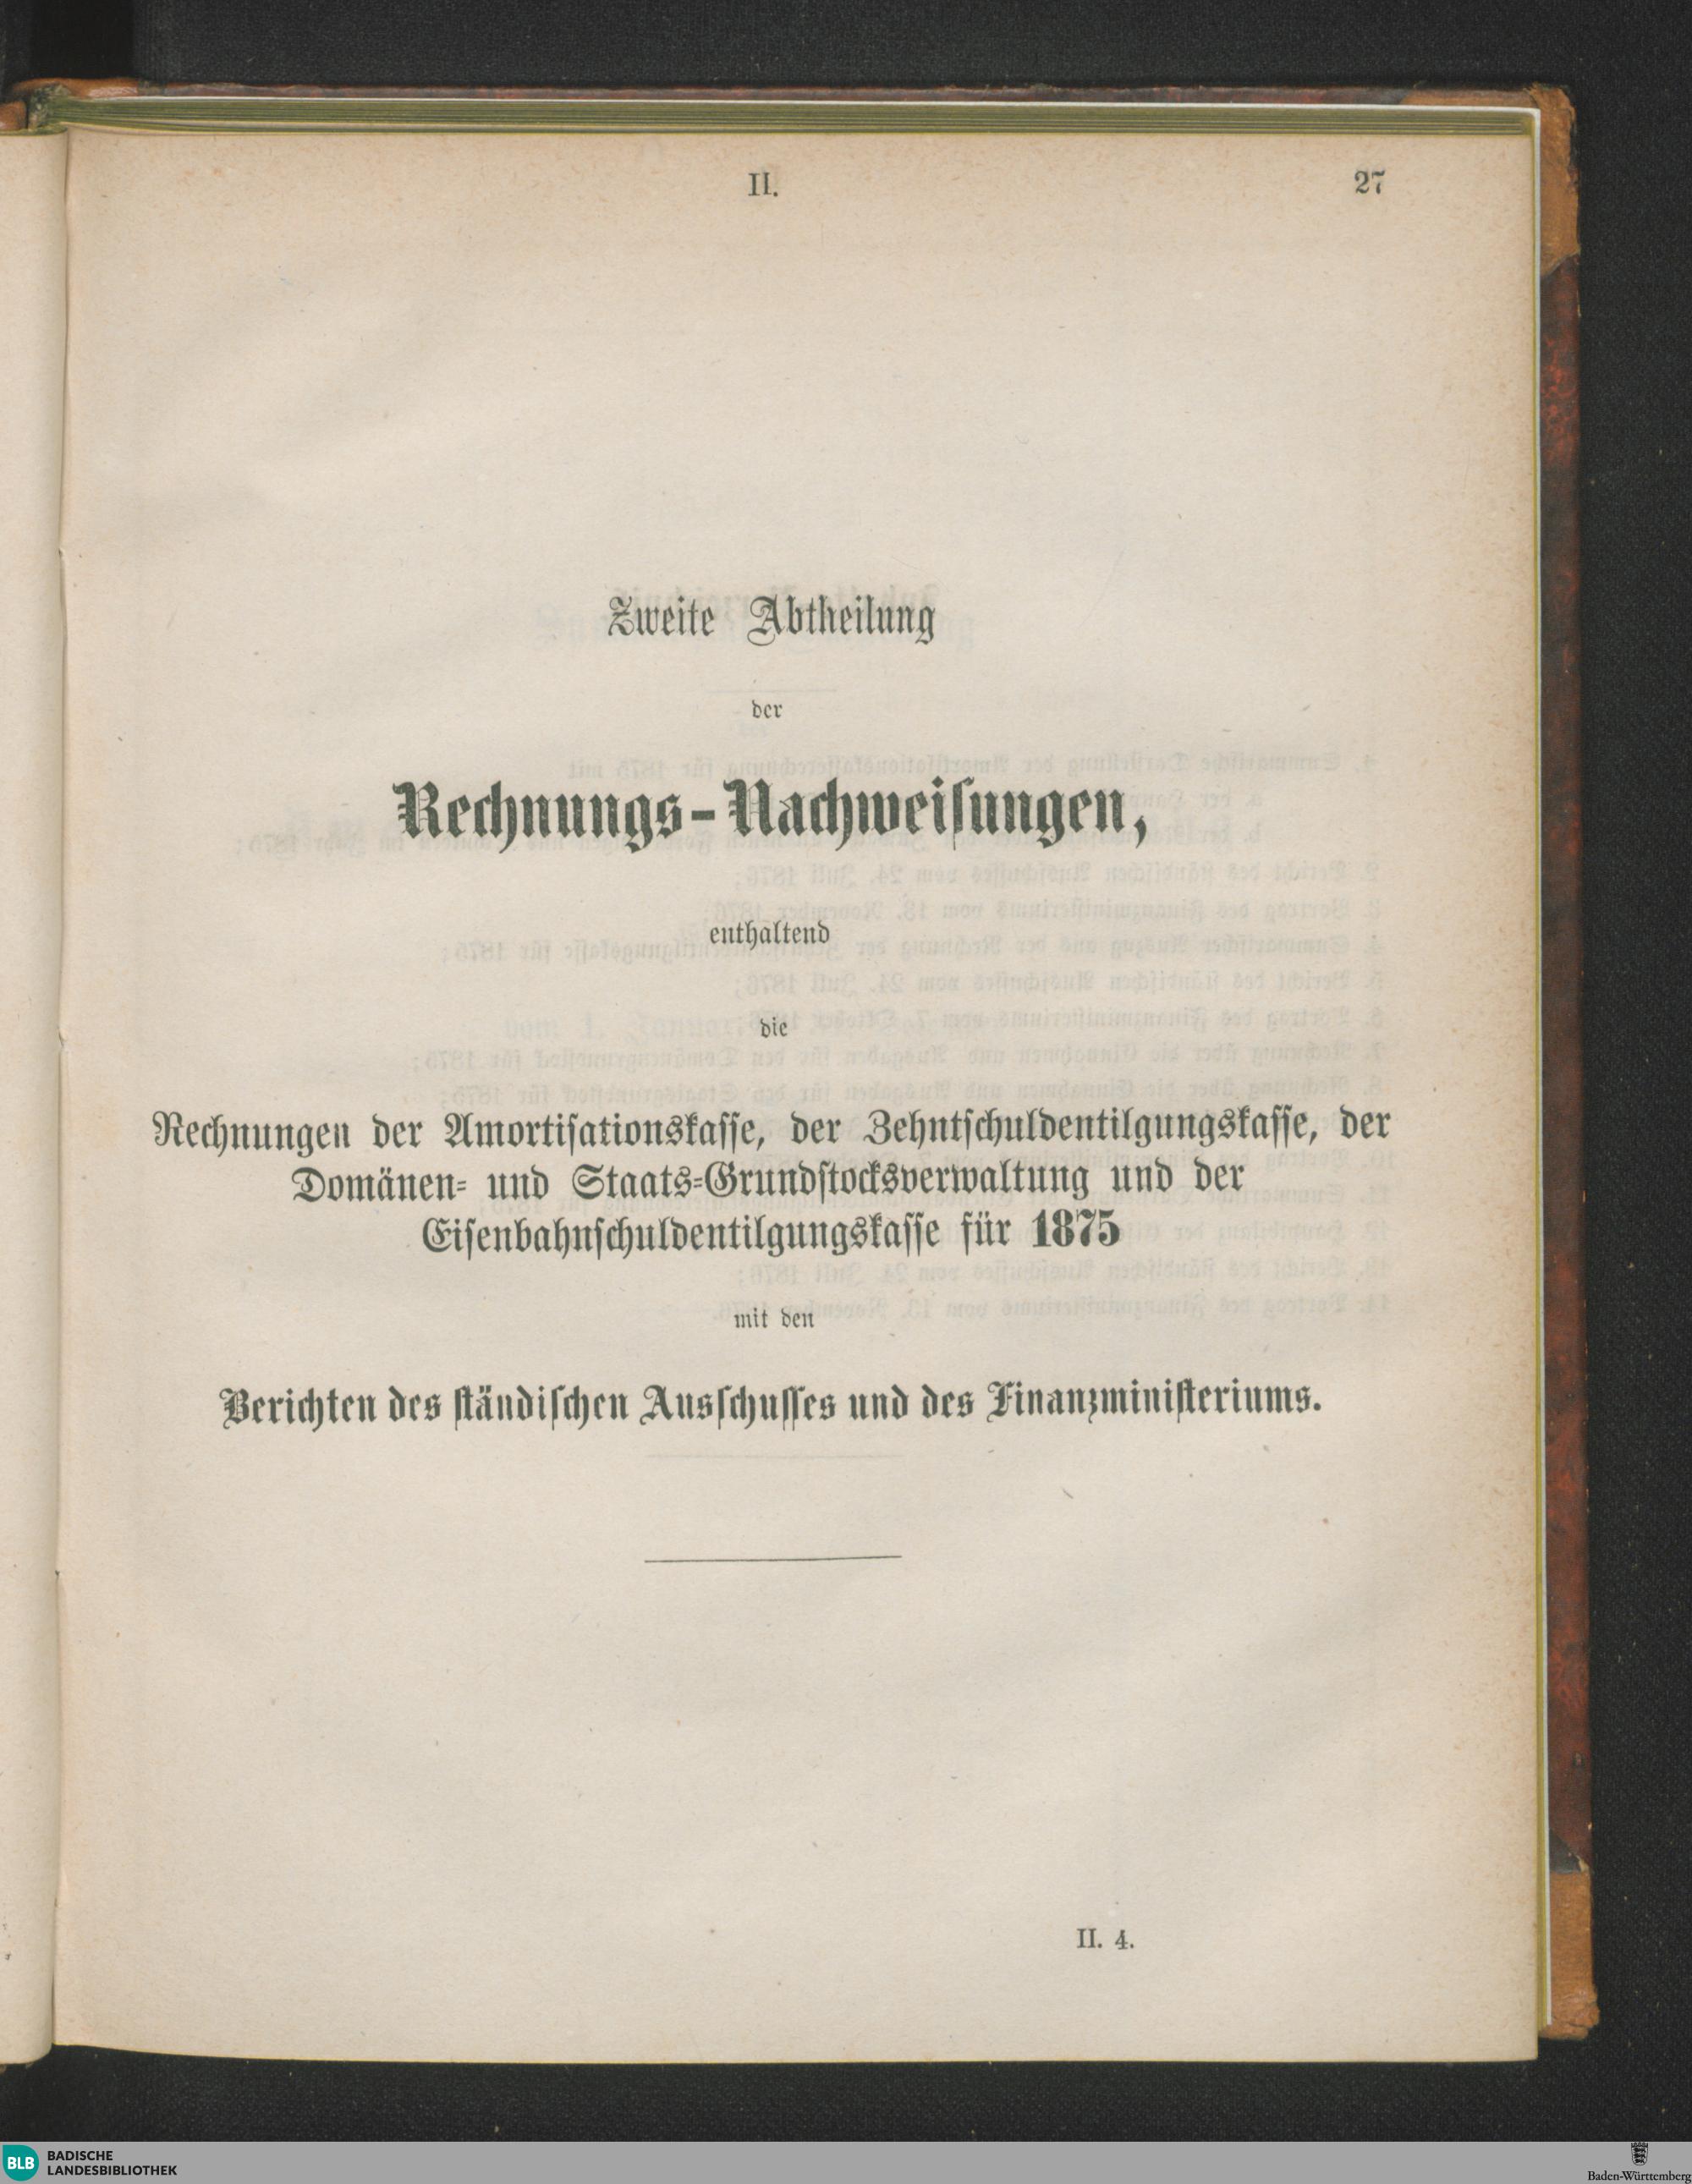 II.
27
Zweite Abtheilung
der
Rechnungs-Nachweisungen,
enthaltend
die
Rechnungen der Amortisationskasse, der Zehntschuldentilgungskasse, der
Domänen- und Staats-Grundstocksverwaltung und der
Eisenbahnschuldentilgungskasse für 1875
mit den
Berichten des ständischen Ausschusses und des Finanzministeriums.
II. 4.
BLB
BADISCHE
LANDESBIBLIOTHEK
Baden-Württemberg